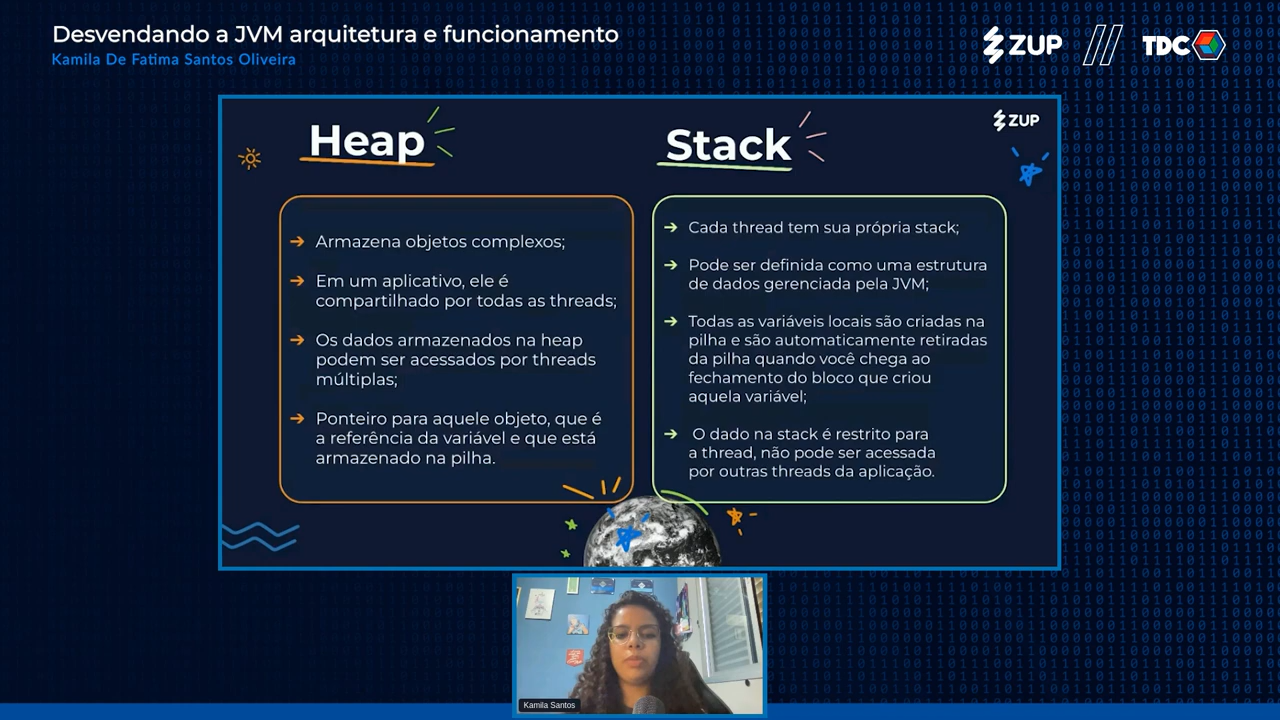 Desvendando a JVM arquitetura e funcionamento
Kamila De Fatima Santos Oliveira
ZUP
TDC
ZUP
Heap
Armazena objetos complexos;
Em um aplicativo, ele é
compartilhado por todas as threads;
Os dados armazenados na heap
podem ser acessados por threads
múltiplas;
Ponteiro para aquele objeto, que é
a referência da variável e que está
armazenado na pilha.
Stack
Cada thread tem sua própria stack;
Pode ser definida como uma estrutura
de dados gerenciada pela JVM;
Todas as variáveis locais são criadas na
pilha e são automaticamente retiradas
da pilha quando você chega ao
fechamento do bloco que criou
aquela variável;
O dado na stack é restrito para
a thread, não pode ser acessada
por outras threads da aplicação.
Kamila Santos